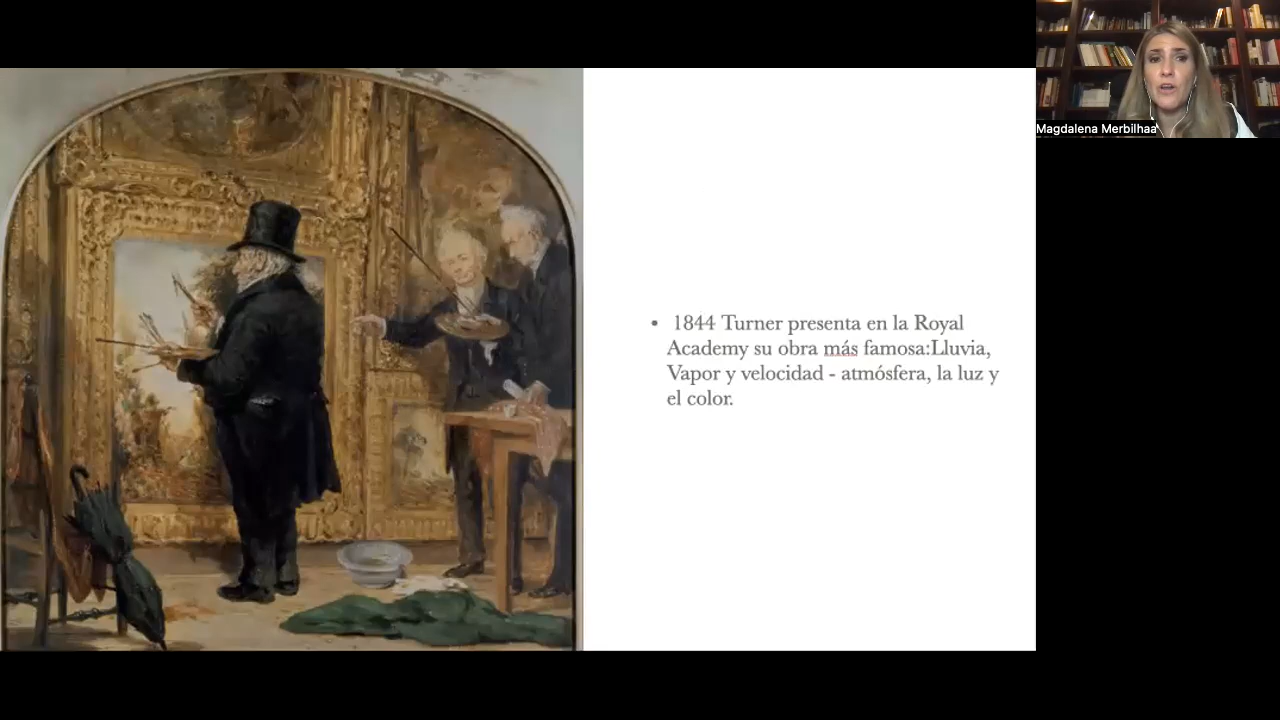 Magdalena Merbilhaa
• 1844 Turner presenta en la Royal
Academy su obra más famosa:Lluvia,
Vapor y velocidad - atmósfera, la luz y
el color.